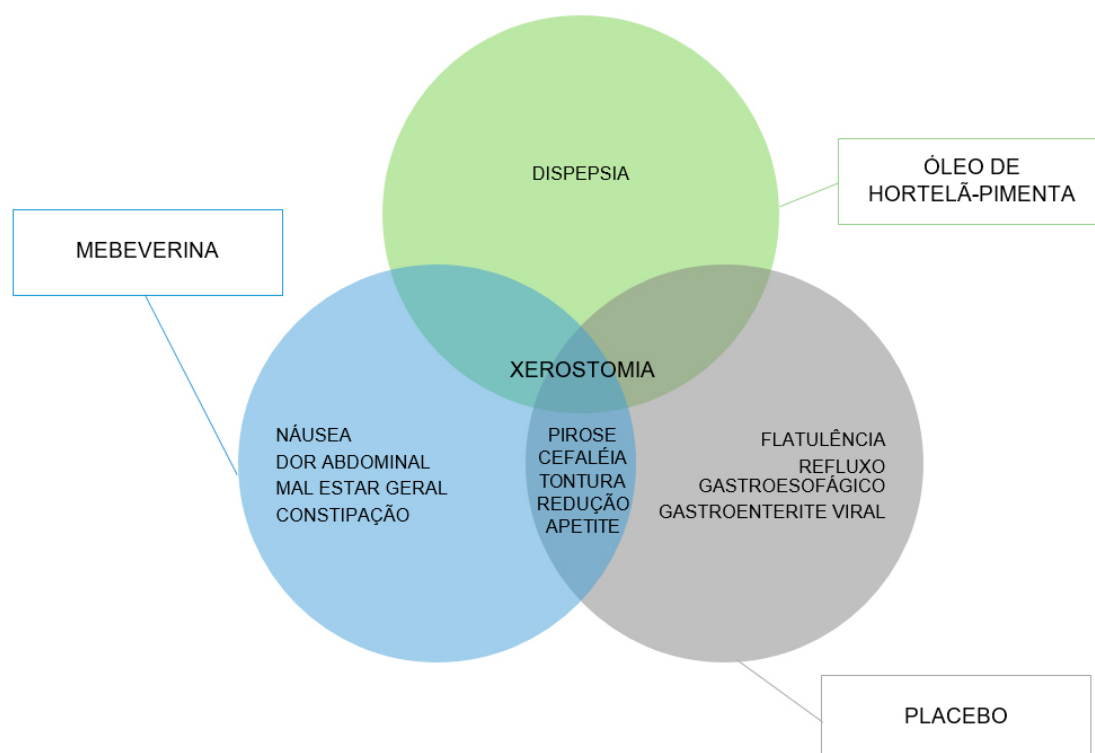 DISPEPSIA
ÓLEO DE
HORTELÃ-PIMENTA
MEBEVERINA
XEROSTOMIA
NÁUSEA
DOR ABDOMINAL
MAL ESTAR GERAL
CONSTIPAÇÃO
PIROSE
CEFALÉIA
TONTURA
REDUÇÃO
APETITE
FLATULÊNCIA
REFLUXO
GASTROESOFÁGICO
GASTROENTERITE VIRAL
PLACEBO